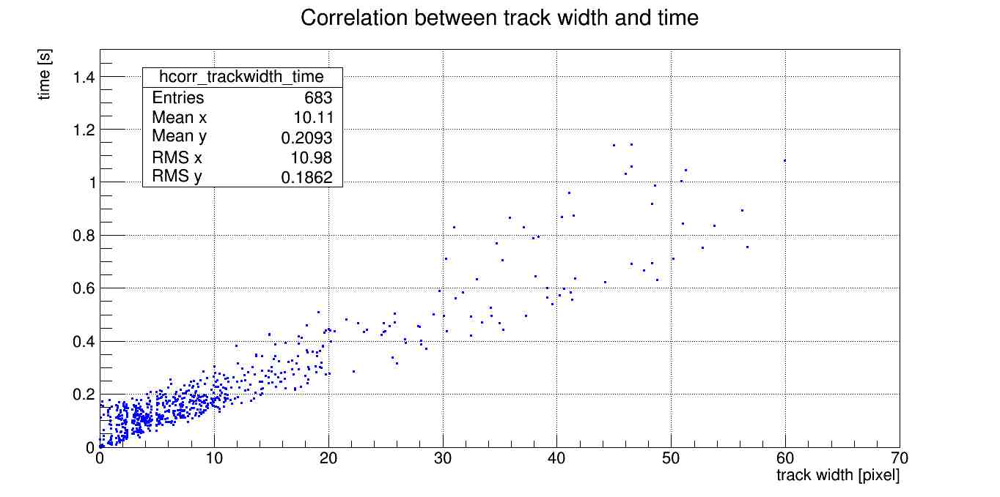 Correlation between track width and time
time [s]
hcorr_trackwidth_time
Entries 683
Mean x 10.11
Mean y 0.2093
RMS x 10.98
RMS y 0.1862
1.4
1.2
1
0.8
0.6
0.4
0.2
0
0 10 20 30 40 50 60 70
track width [pixel]